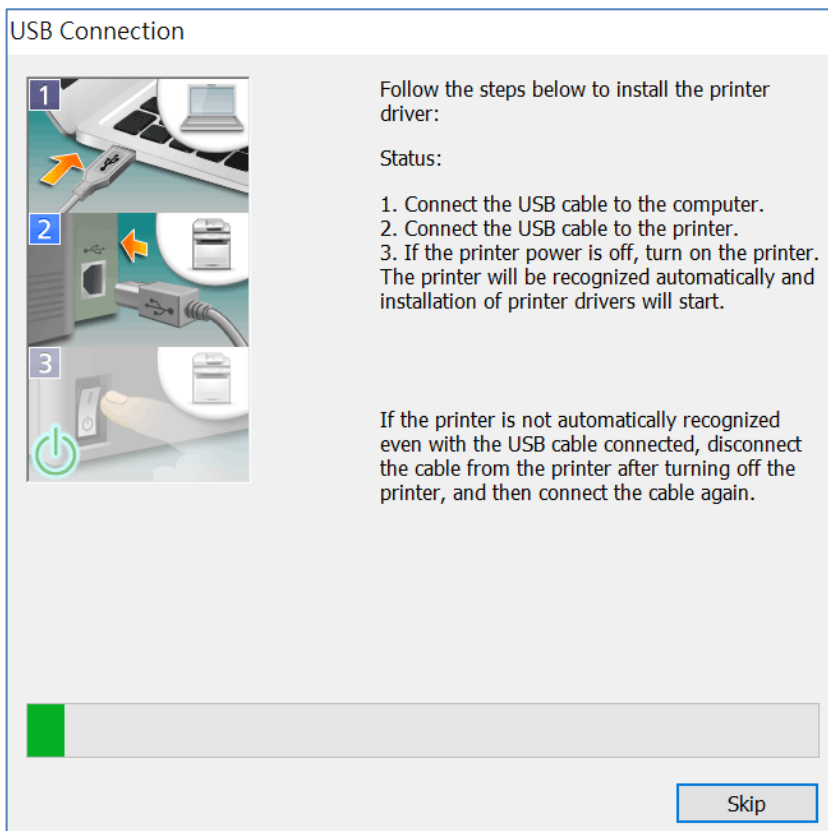 USB Connection
1
2
3
Follow the steps below to install the printer
driver:
Status:
1. Connect the USB cable to the computer.
2. Connect the USB cable to the printer.
3. If the printer power is off, turn on the printer.
The printer will be recognized automatically and
installation of printer drivers will start.
If the printer is not automatically recognized
even with the USB cable connected, disconnect
the cable from the printer after turning off the
printer, and then connect the cable again.
Skip